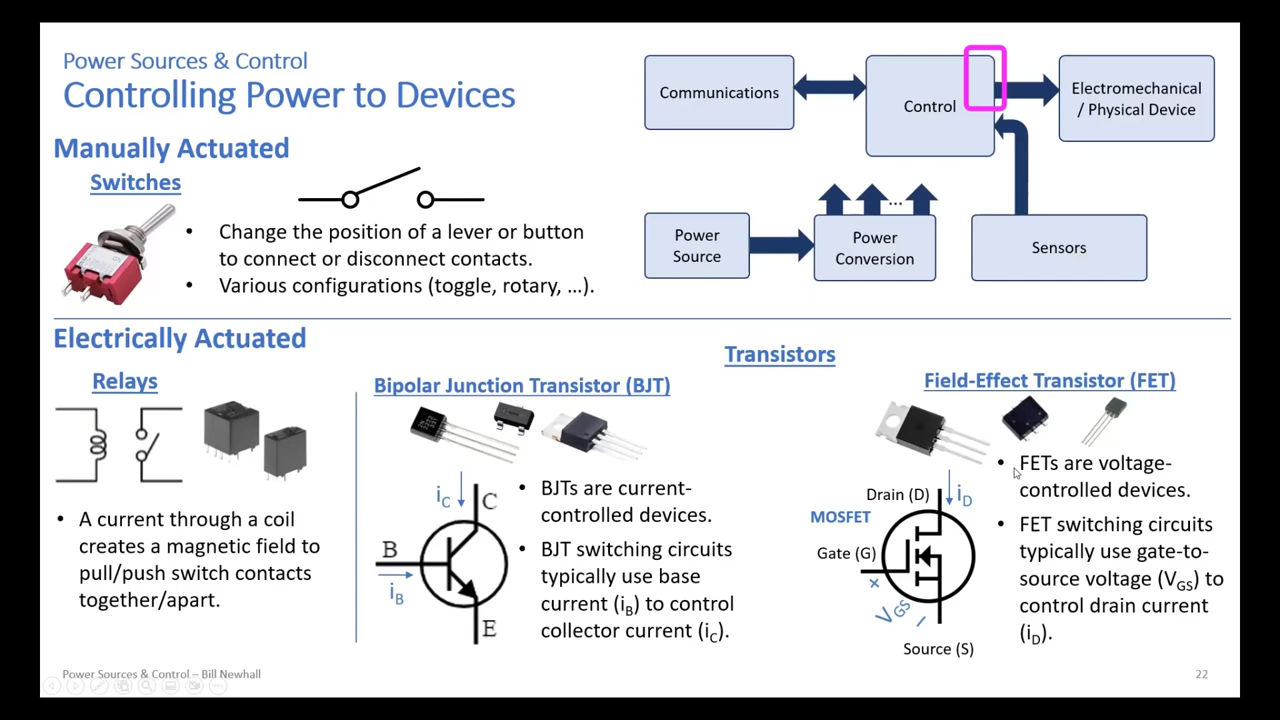 Power Sources & Control
Controlling Power to Devices
Communications
Control
Electromechanical
/ Physical Device
Power
Source
Power
Conversion
...
Sensors
Manually Actuated
Switches
• Change the position of a lever or button
to connect or disconnect contacts.
• Various configurations (toggle, rotary, …).
Electrically Actuated
Relays
• A current through a coil
creates a magnetic field to
pull/push switch contacts
together/apart.
Transistors
Bipolar Junction Transistor (BJT)
iC
C
B
iB
E
• BJTs are current-
controlled devices.
• BJT switching circuits
typically use base
current (iB) to control
collector current (iC).
Field-Effect Transistor (FET)
Drain (D)
iD
MOSFET
Gate (G)
+
VGS
–
Source (S)
• FETs are voltage-
controlled devices.
• FET switching circuits
typically use gate-to-
source voltage (VGS) to
control drain current
(iD).
Power Sources & Control – Bill Newhall
22